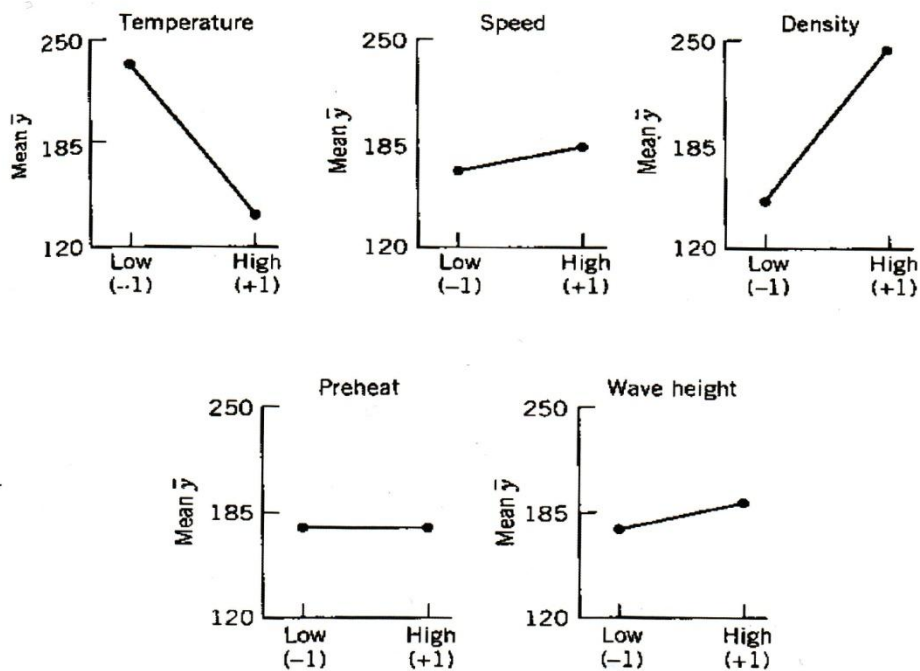 Temperature
250
185
120
Mean ȳ
Low
(-1)
High
(+1)
Speed
250
185
120
Mean ȳ
Low
(−1)
High
(+1)
Density
250
185
120
Mean ȳ
Low
(−1)
High
(+1)
Preheat
250
185
120
Mean ȳ
Low
(−1)
High
(+1)
Wave height
250
185
120
Mean ȳ
Low
(−1)
High
(+1)